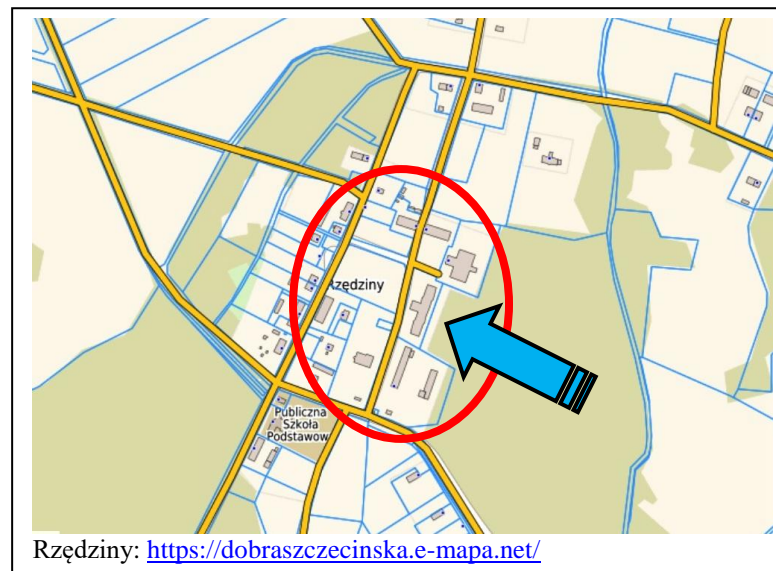 Rzędziny
Publiczna
Szkoła
Podstawow
Rzędziny: https://dobraszczecinska.e-mapa.net/